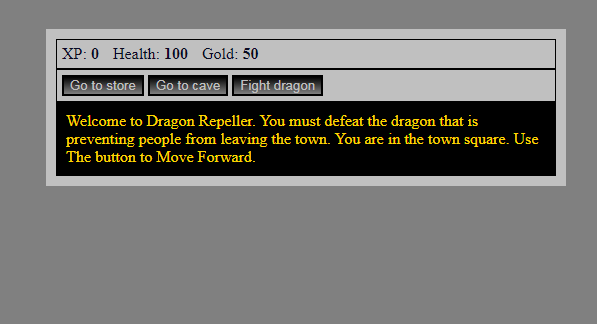 XP: 0 Health: 100 Gold: 50
Go to store Go to cave Fight dragon
Welcome to Dragon Repeller. You must defeat the dragon that is
preventing people from leaving the town. You are in the town square. Use
The button to Move Forward.